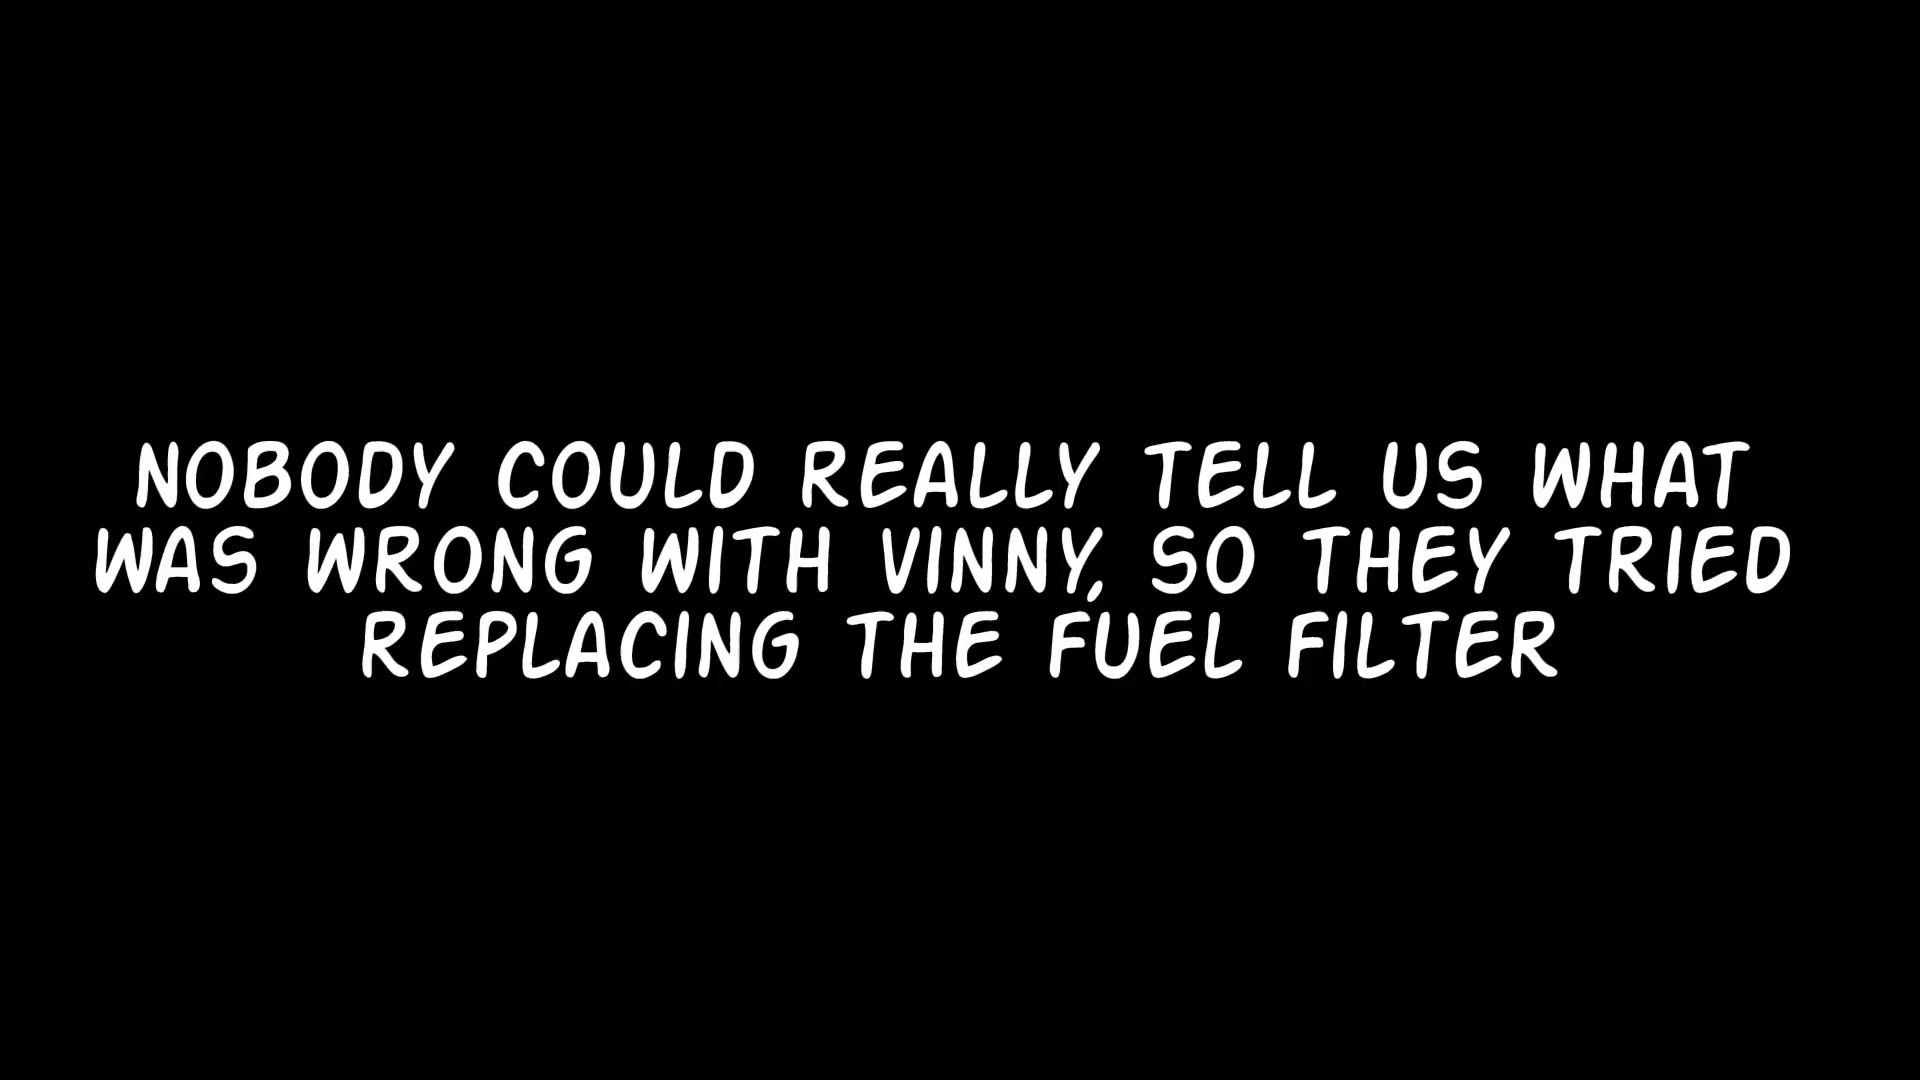 NOBODY COULD REALLY TELL US WHAT
WAS WRONG WITH VINNY, SO THEY TRIED
REPLACING THE FUEL FILTER